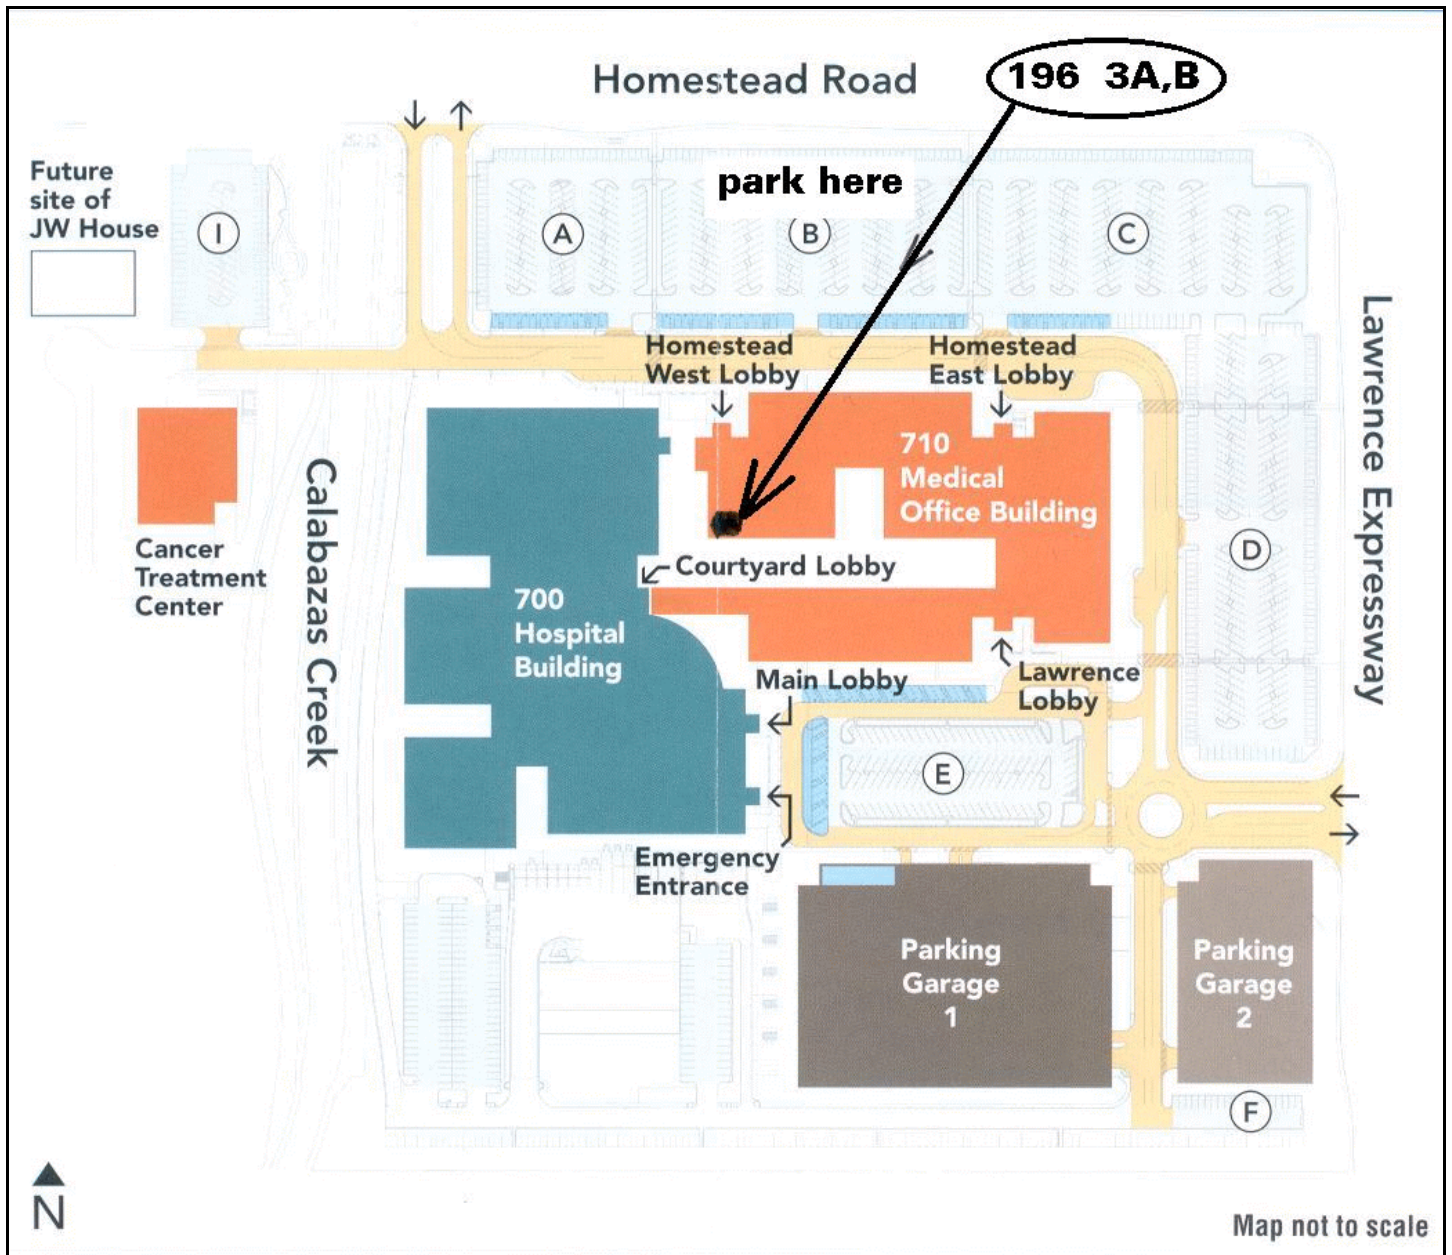 Homestead Road
196 3A,B
park here
Future
site of
JW House
I
A
B
C
Homestead
West Lobby
Homestead
East Lobby
Lawrence Expressway
710
Medical
Office Building
Calabazas Creek
Cancer
Treatment
Center
Courtyard Lobby
D
700
Hospital
Building
Main Lobby
Lawrence
Lobby
E
Emergency
Entrance
Parking
Garage
1
Parking
Garage
2
F
N
Map not to scale